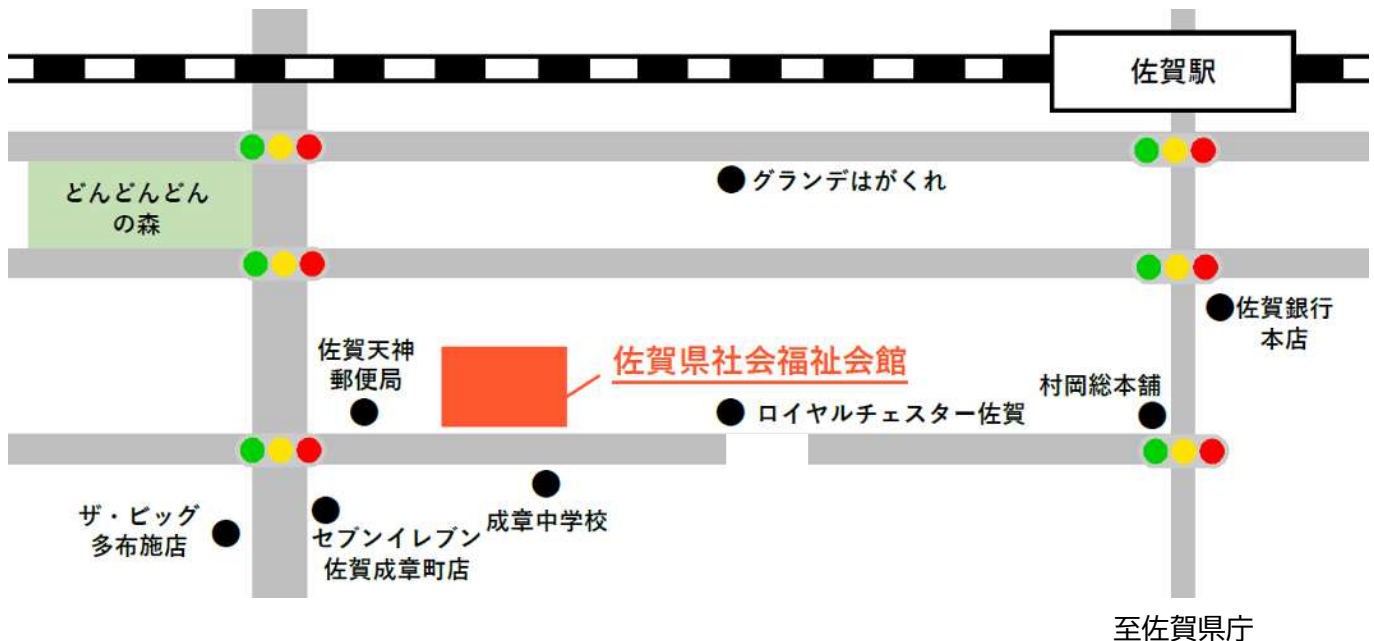 佐賀駅
グランデはがくれ
どんどんどん
の森
佐賀銀行
本店
佐賀天神
郵便局
佐賀県社会福祉会館
村岡総本舗
ロイヤルチェスター佐賀
ザ・ビッグ
多布施店
セブンイレブン
佐賀成章町店
成章中学校
至佐賀県庁